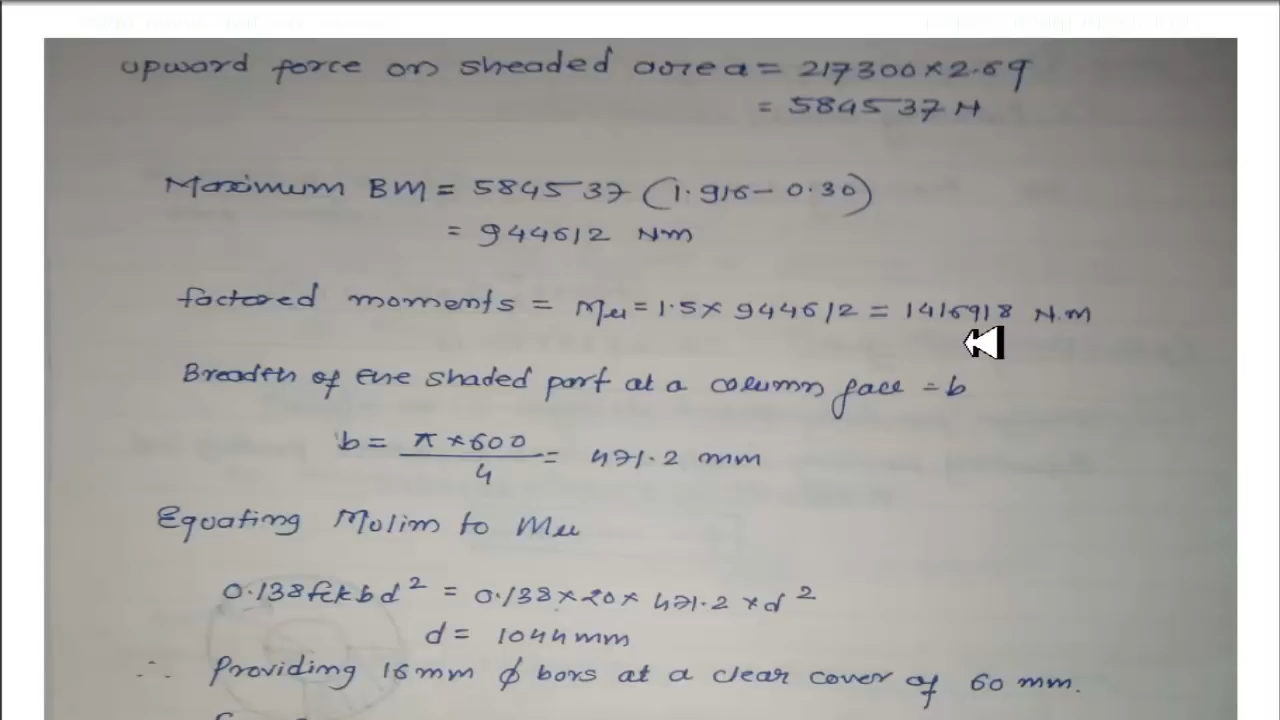 upward force on sheaded area = 217300 × 2.69
= 584537 N
Maximum BM = 584537 (1.916 - 0.30)
= 944612 Nm
factored moments = Mu = 1.5 × 944612 = 1416918 N.m
Breadth of the shaded part at a column face = b
b = π × 600 / 4 = 471.2 mm
Equating Mulim to Mu
0.138 fck b d² = 0.138 × 20 × 471.2 × d²
d = 1044 mm
∴ Providing 16 mm ϕ bars at a clear cover of 60 mm.